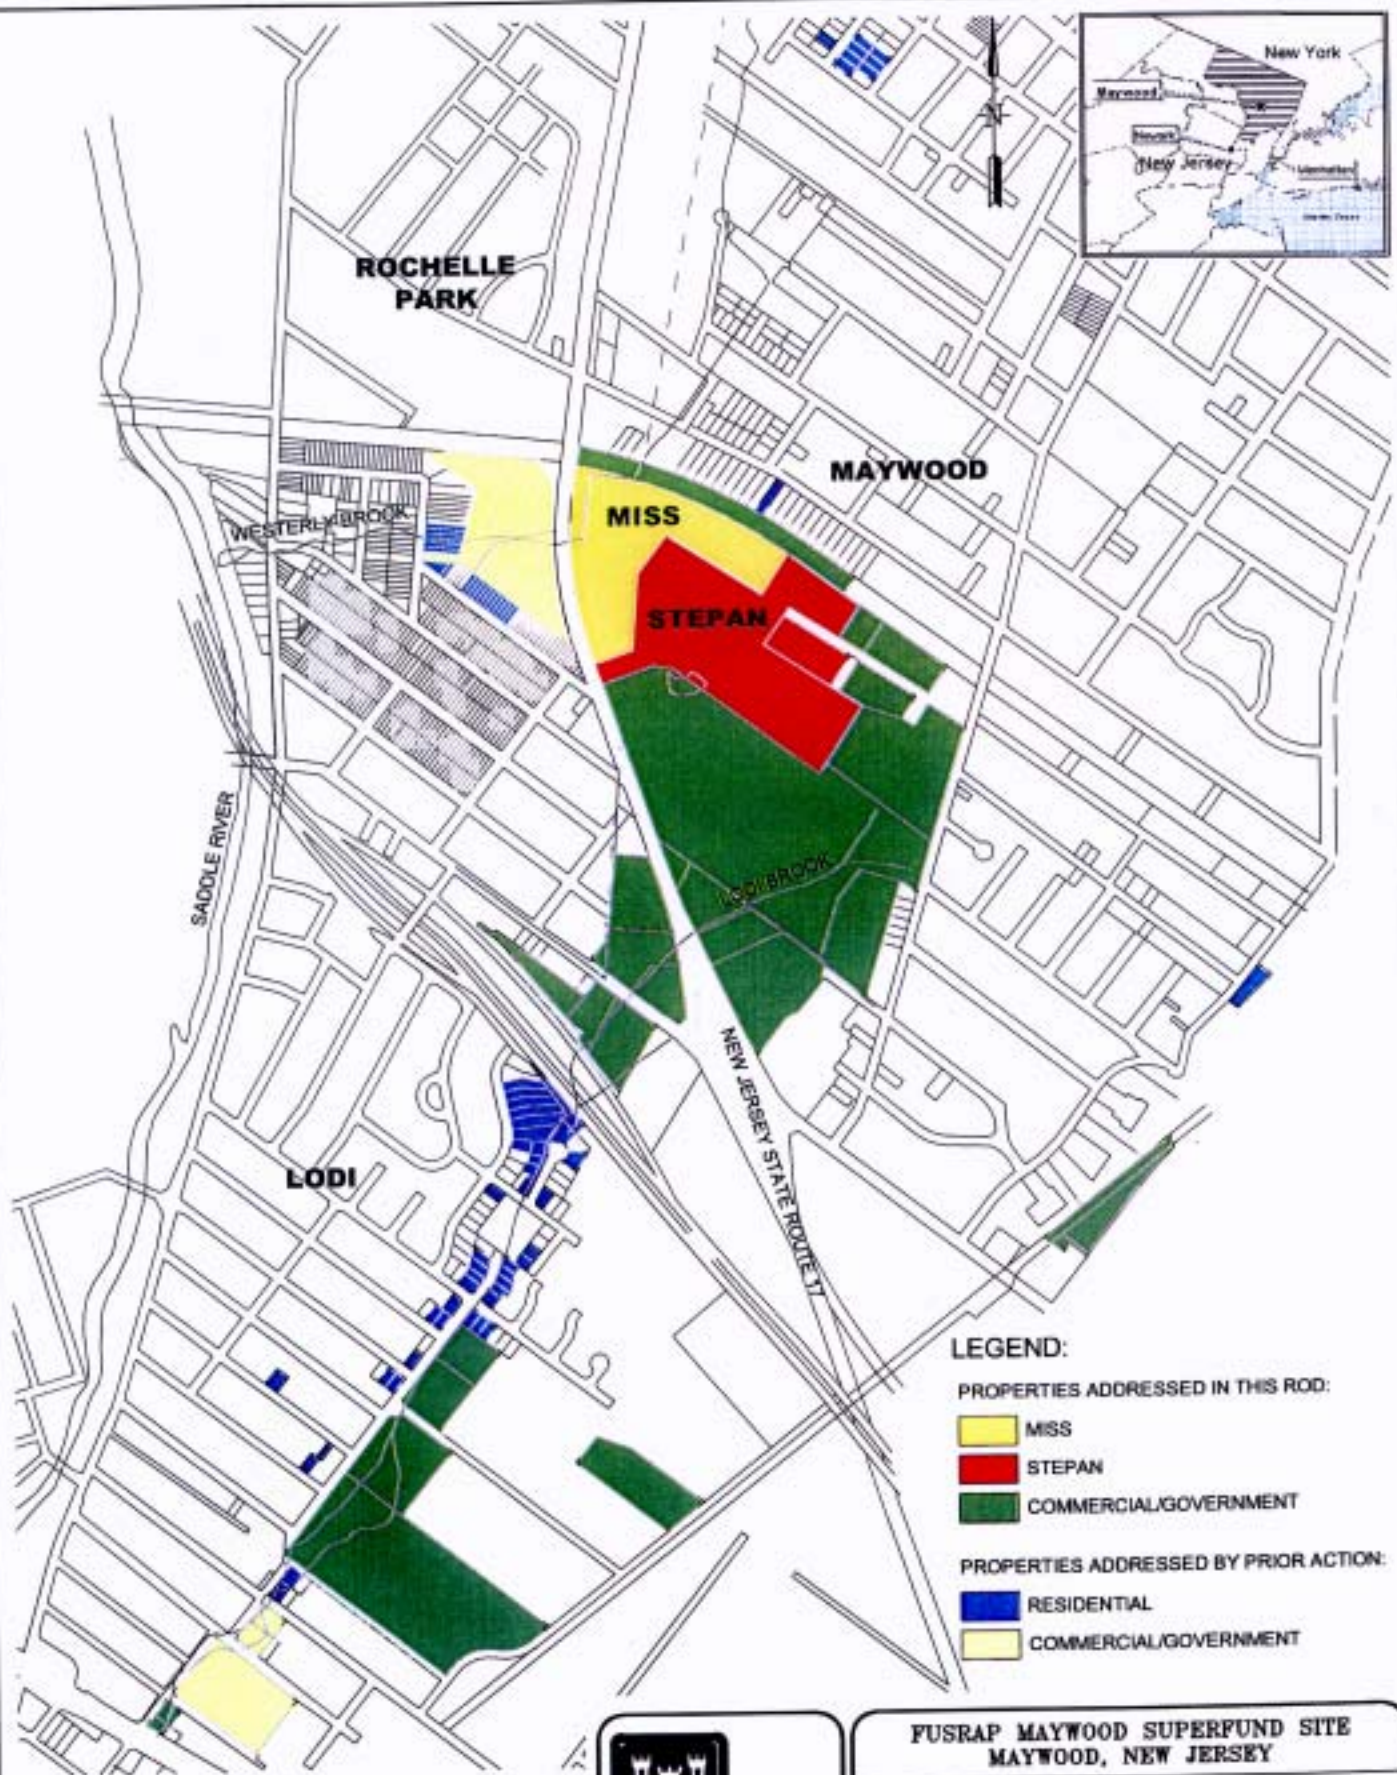 New York
Maywood
Newark
New Jersey
Manhattan
N
ROCHELLE
PARK
MAYWOOD
MISS
WESTERLY BROOK
STEPAN
SADDLE RIVER
LODI BROOK
NEW JERSEY STATE ROUTE 17
LODI
LEGEND:
PROPERTIES ADDRESSED IN THIS ROD:
MISS
STEPAN
COMMERCIAL/GOVERNMENT
PROPERTIES ADDRESSED BY PRIOR ACTION:
RESIDENTIAL
COMMERCIAL/GOVERNMENT
FUSRAP MAYWOOD SUPERFUND SITE
MAYWOOD, NEW JERSEY